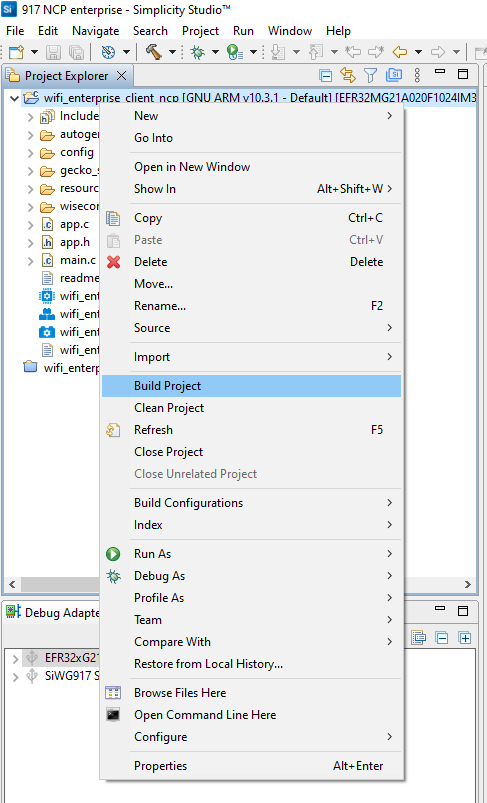 917 NCP enterprise - Simplicity Studio™
File Edit Navigate Search Project Run Window Help
Project Explorer
wifi_enterprise_client_ncp [GNU ARM v10.3.1 - Default] [EFR32MG21A020F1024IM3
Include
autoge
config
gecko_s
resourc
wisecor
app.c
app.h
main.c
readme
wifi_ent
wifi_ent
wifi_ent
wifi_ent
wifi_enterp
New
Go Into
Open in New Window
Show In Alt+Shift+W
Copy Ctrl+C
Paste Ctrl+V
Delete Delete
Move...
Rename... F2
Source
Import
Build Project
Clean Project
Refresh F5
Close Project
Close Unrelated Project
Build Configurations
Index
Run As
Debug As
Profile As
Team
Compare With
Restore from Local History...
Browse Files Here
Open Command Line Here
Configure
Properties Alt+Enter
Debug Adapte
EFR32xG21
SiWG917 S